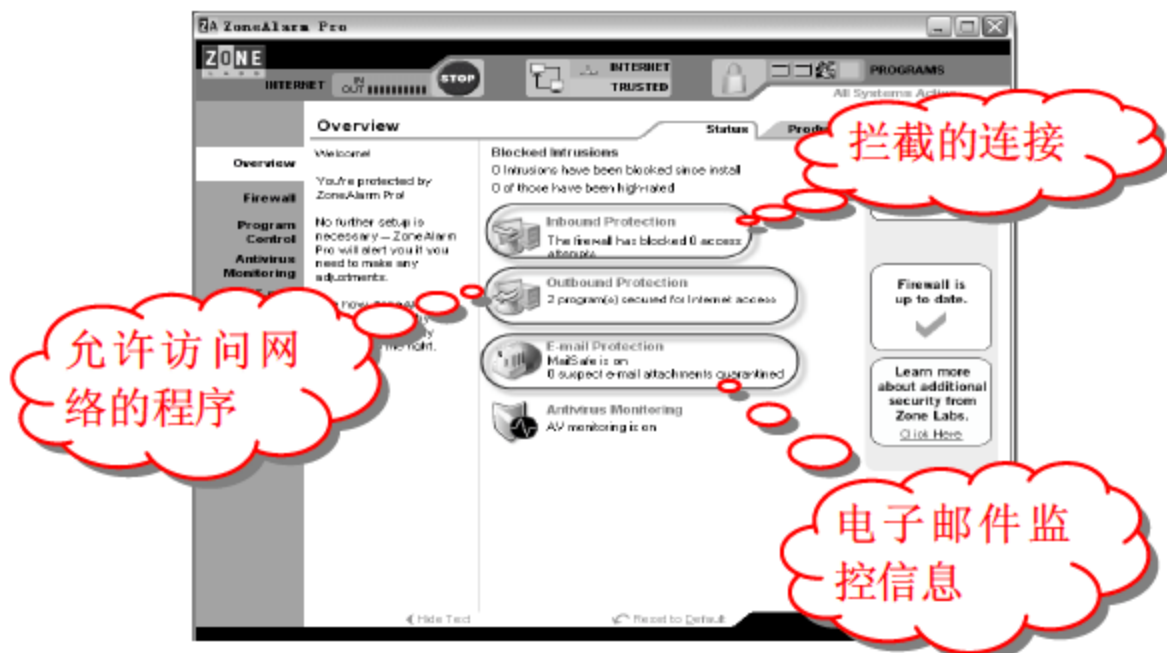 ZA ZoneAlarm Pro
ZONE
LABS
INTERNET
IN
OUT
STOP
INTERNET
TRUSTED
PROGRAMS
All Systems Active
Overview
Status
拦截的连接
Overview
Firewall
Program
Control
Antivirus
Monitoring
Welcome!
You're protected by
ZoneAlarm Pro!
No further setup is
necessary -- ZoneAlarm
Pro will alert you if you
need to make any
adjustments.
Blocked Intrusions
0 Intrusions have been blocked since install
0 of those have been high-rated
Inbound Protection
The firewall has blocked 0 access
attempts
Outbound Protection
2 program(s) secured for Internet access
E-mail Protection
MailSafe is on
0 suspect e-mail attachments quarantined
Antivirus Monitoring
AV monitoring is on
Firewall is
up to date.
Learn more
about additional
security from
Zone Labs.
Click Here
允许访问网
络的程序
电子邮件监
控信息
Hide Text
Reset to Default